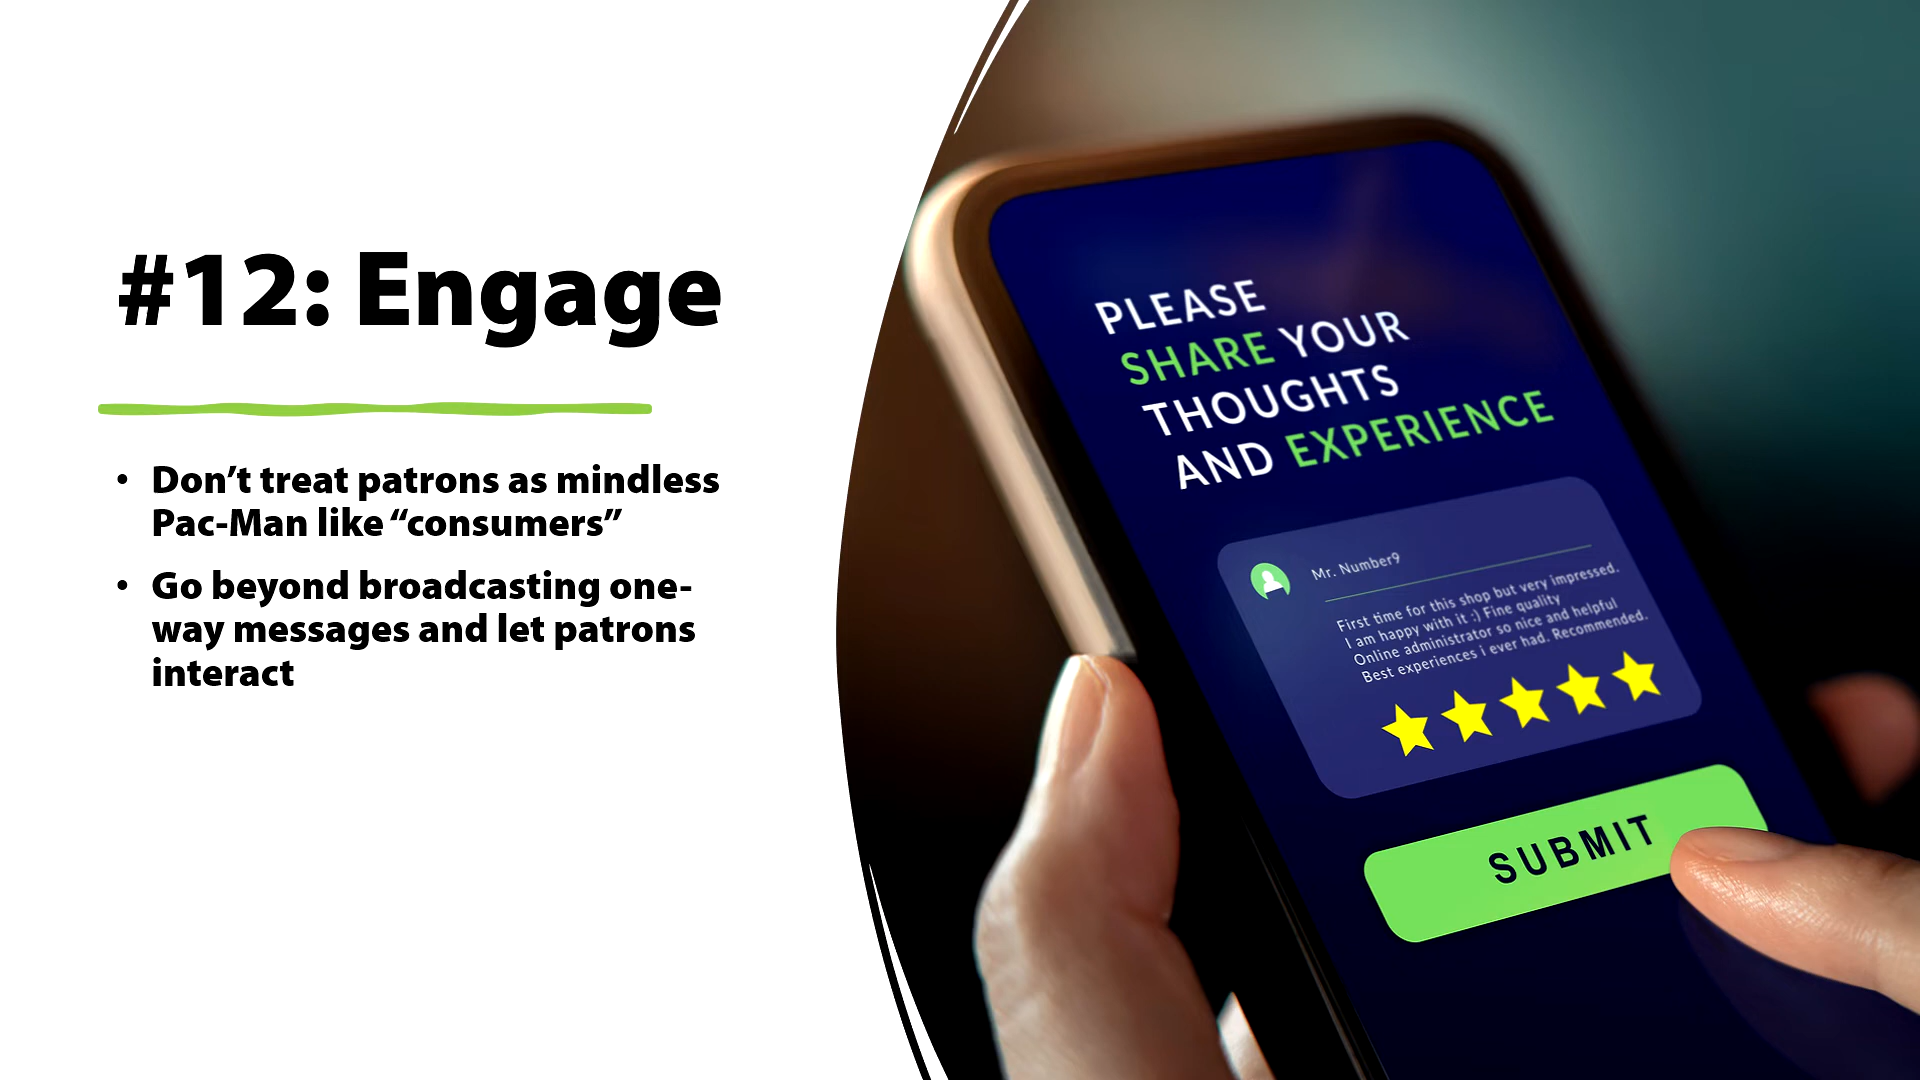 #12: Engage
• Don’t treat patrons as mindless
Pac-Man like “consumers”
• Go beyond broadcasting one-
way messages and let patrons
interact
PLEASE
SHARE YOUR
THOUGHTS
AND EXPERIENCE
Mr. Number9
First time for this shop but very impressed.
I am happy with it :) Fine quality
Online administrator so nice and helpful
Best experiences i ever had. Recommended.
SUBMIT